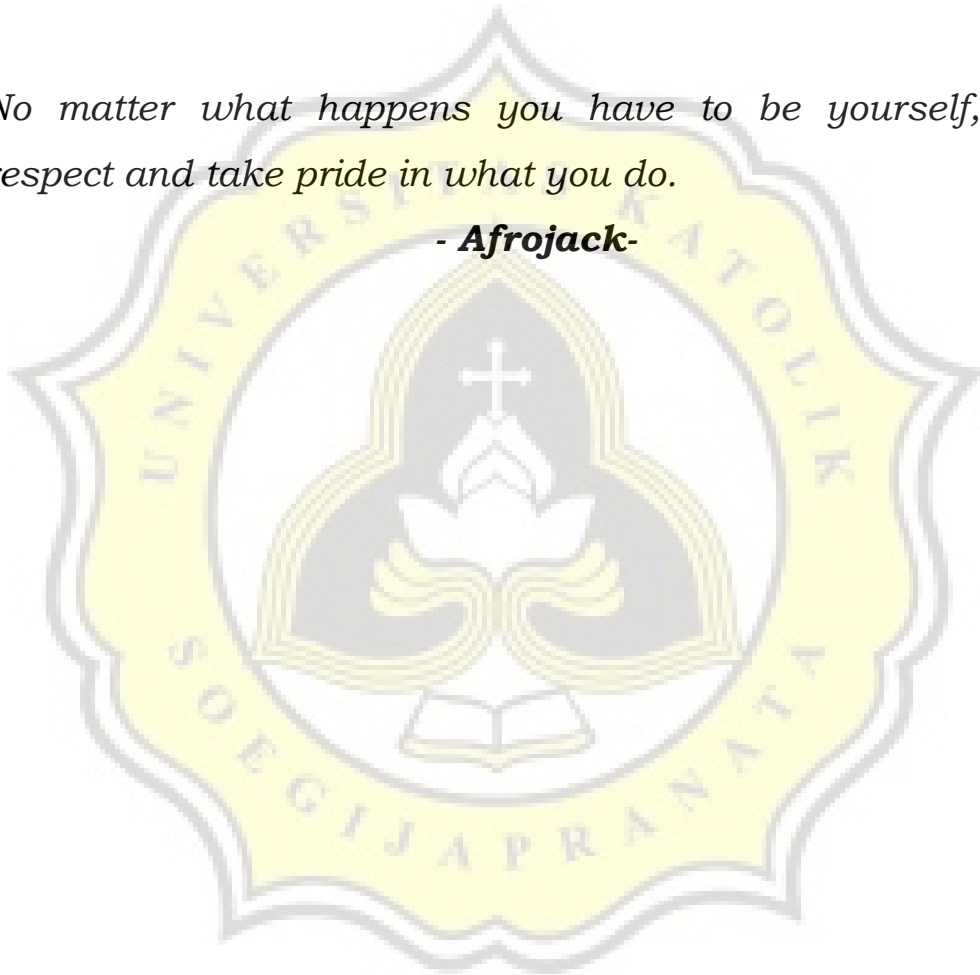 No matter what happens you have to be yourself,
respect and take pride in what you do.
- Afrojack-
UNIVERSITAS KATOLIK
SOEGIJAPRANATA